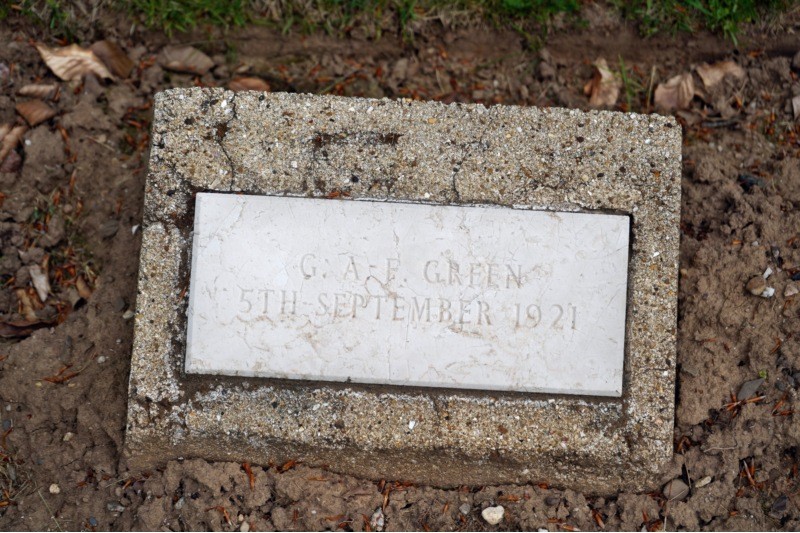 G. A. F. GREEN
5TH SEPTEMBER 1921